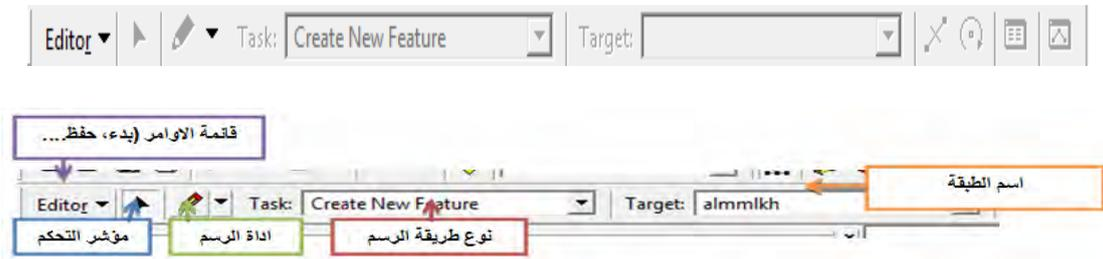 Editor Task: Create New Feature Target:
قائمة الاوامر (بدء، حفظ....
اسم الطبقة
Editor Task: Create New Feature Target: almmlkh
مؤشر التحكم اداة الرسم نوع طريقة الرسم